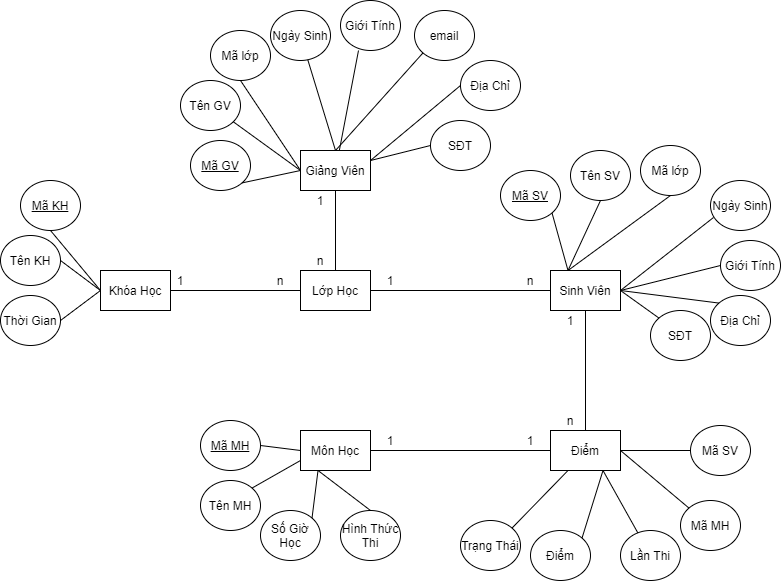 Ngày Sinh
Giới Tính
email
Mã lớp
Địa Chỉ
Tên GV
SĐT
Mã GV
Giảng Viên
1
n
Mã KH
Tên KH
Thời Gian
Khóa Học
1
n
Lớp Học
1
n
Mã SV
Tên SV
Mã lớp
Ngày Sinh
Giới Tính
Địa Chỉ
SĐT
Sinh Viên
1
n
Mã MH
Tên MH
Số Giờ
Học
Hình Thức
Thi
Môn Học
1
1
Điểm
Mã SV
Mã MH
Lần Thi
Điểm
Trạng Thái